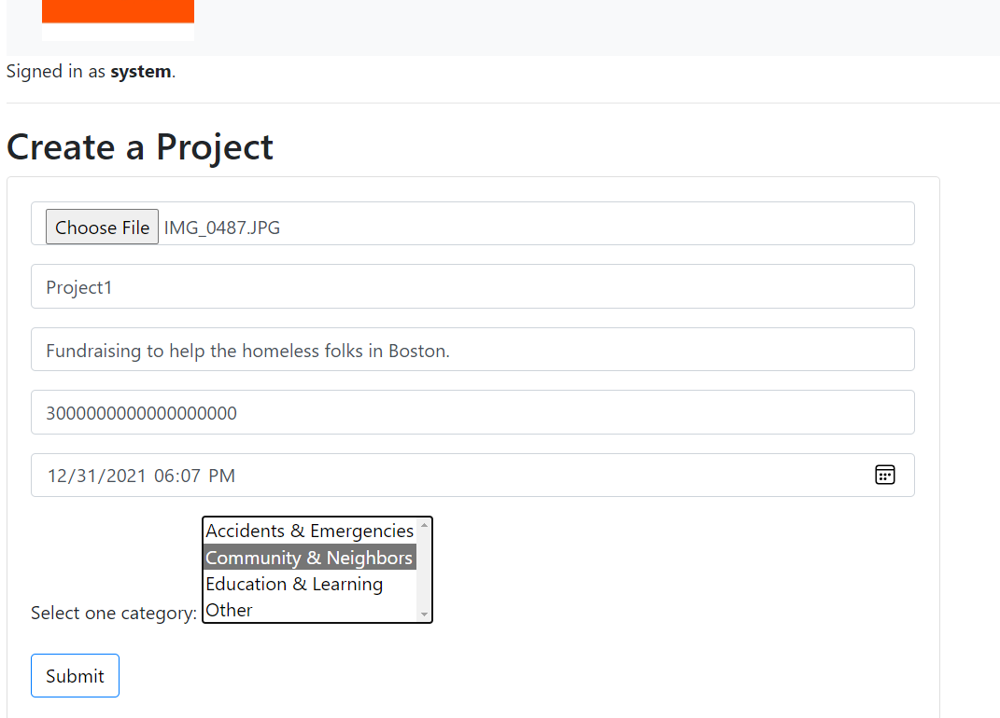 Signed in as system.
Create a Project
Choose File IMG_0487.JPG
Project1
Fundraising to help the homeless folks in Boston.
3000000000000000000
12/31/2021 06:07 PM
Accidents & Emergencies
Community & Neighbors
Education & Learning
Other
Select one category:
Submit